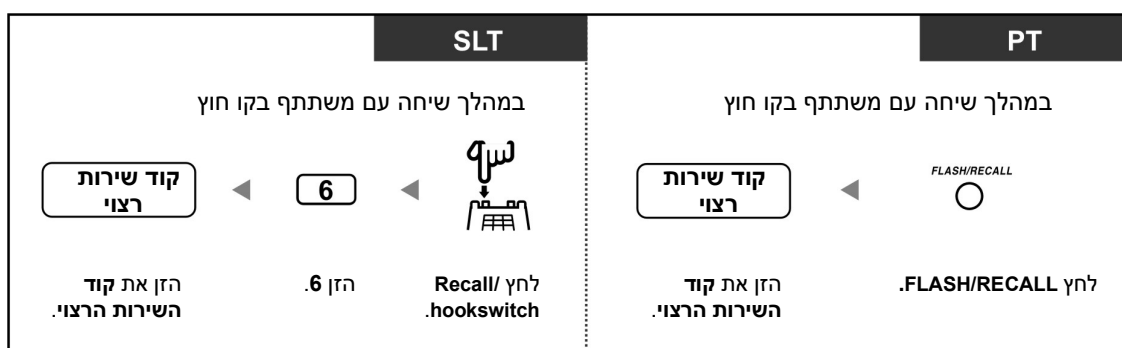 PT
במהלך שיחה עם משתתף בקו חוץ
FLASH/RECALL
קוד שירות
רצוי
לחץ FLASH/RECALL.
הזן את קוד
השירות הרצוי.
SLT
במהלך שיחה עם משתתף בקו חוץ
6
קוד שירות
רצוי
לחץ Recall/
hookswitch.
הזן 6.
הזן את קוד
השירות הרצוי.